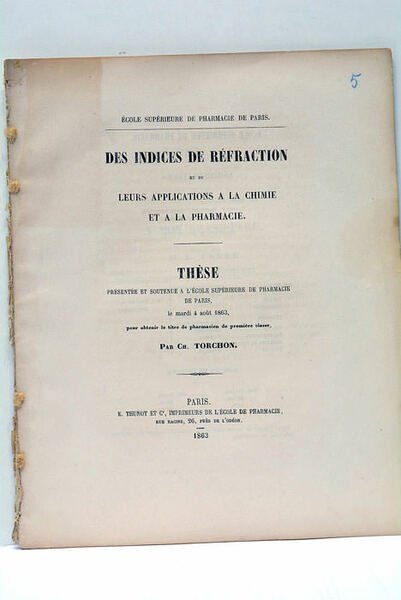 5
ÉCOLE SUPÉRIEURE DE PHARMACIE DE PARIS.
DES INDICES DE RÉFRACTION
ET DE
LEURS APPLICATIONS A LA CHIMIE
ET A LA PHARMACIE.
THÈSE
PRÉSENTÉE ET SOUTENUE A L'ÉCOLE SUPÉRIEURE DE PHARMACIE
DE PARIS,
le mardi 4 août 1863,
pour obtenir le titre de pharmacien de première classe,
PAR CH. TORCHON.
PARIS.
E. THUNOT ET Cᵉ, IMPRIMEURS DE L'ÉCOLE DE PHARMACIE,
RUE RACINE, 26, PRÈS DE L'ODÉON.
1863